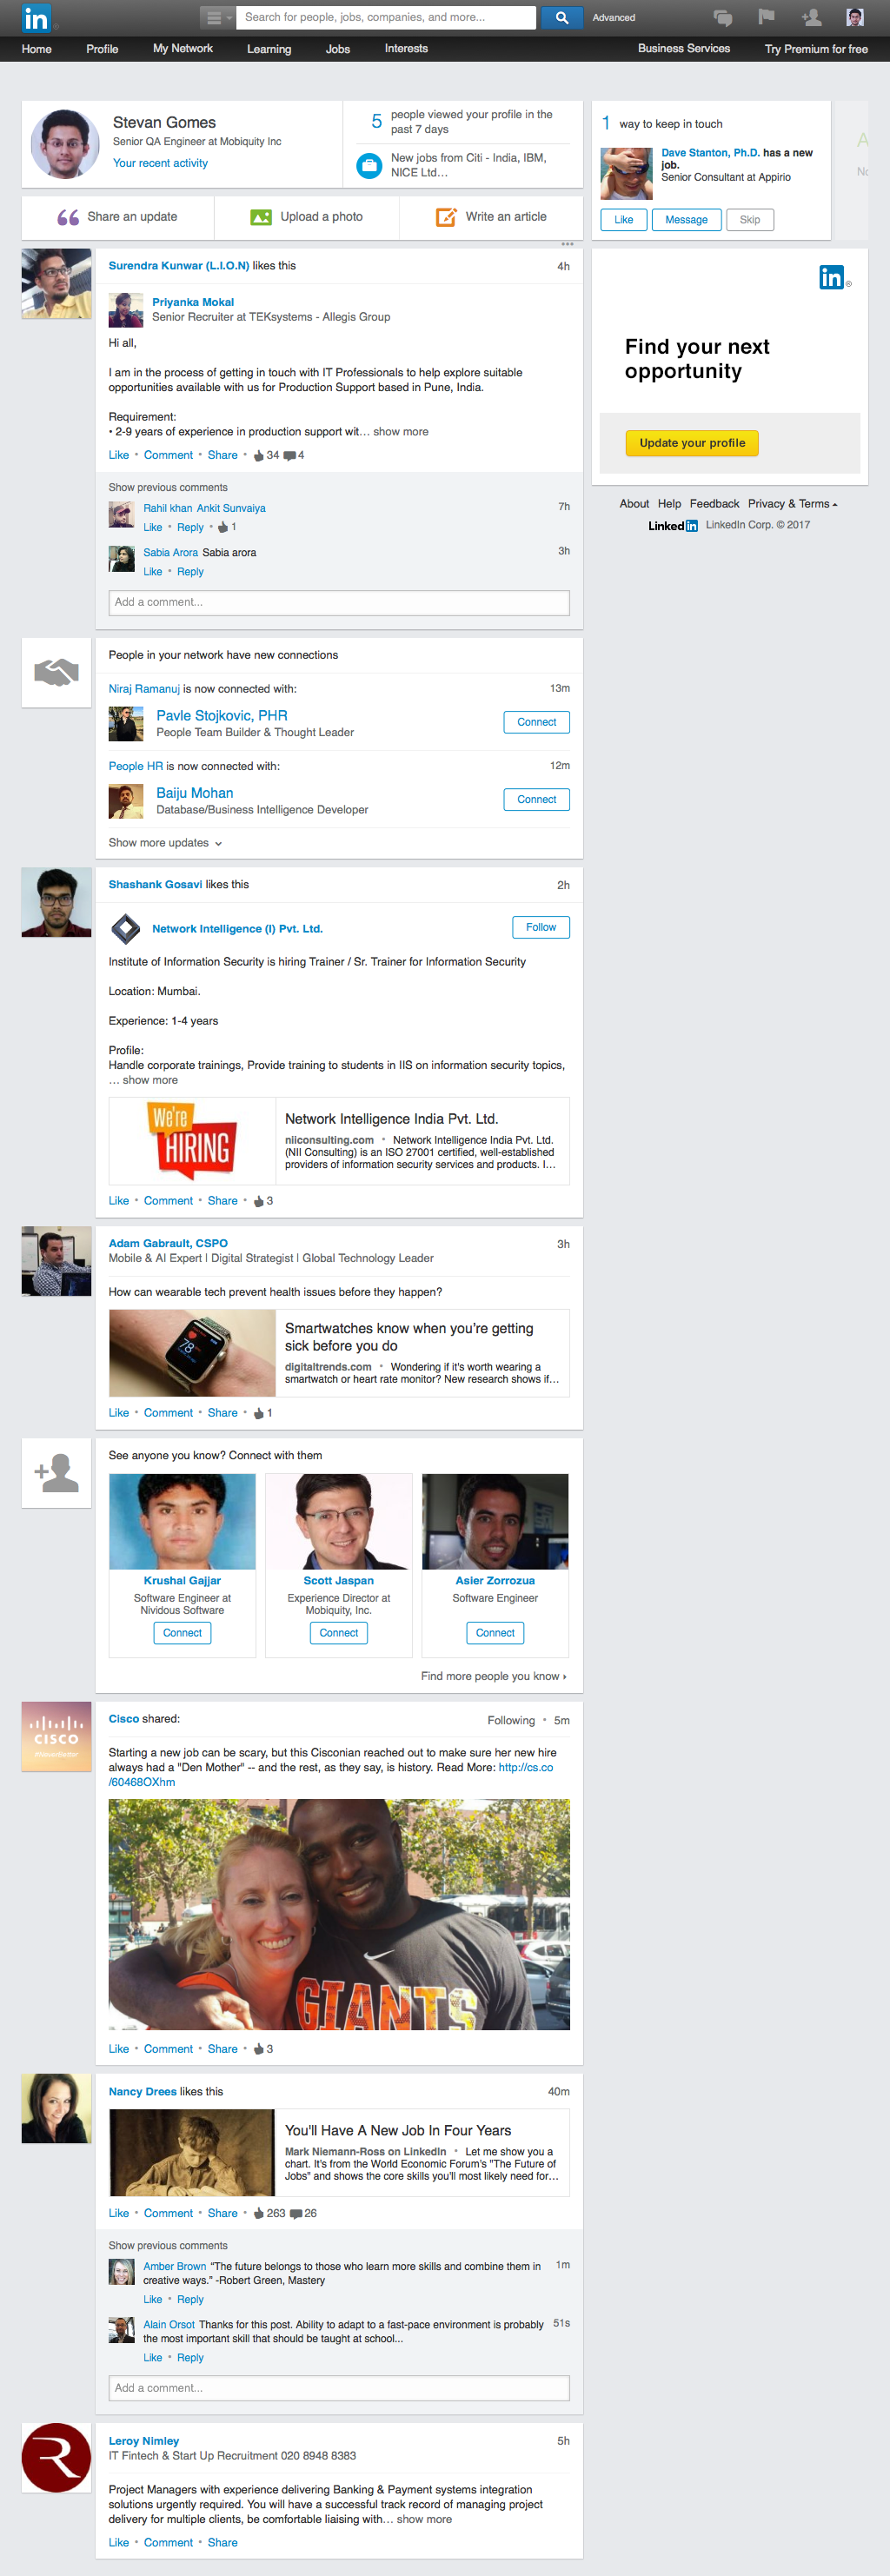 in
Search for people, jobs, companies, and more...
Advanced
Home Profile My Network Learning Jobs Interests Business Services Try Premium for free
Stevan Gomes
Senior QA Engineer at Mobiquity Inc
Your recent activity
5 people viewed your profile in the
past 7 days
New jobs from Citi - India, IBM,
NICE Ltd...
1 way to keep in touch
Dave Stanton, Ph.D. has a new
job.
Senior Consultant at Appirio
Like Message Skip
Share an update Upload a photo Write an article
Surendra Kunwar (L.I.O.N) likes this 4h
Priyanka Mokal
Senior Recruiter at TEKsystems - Allegis Group
Hi all,
I am in the process of getting in touch with IT Professionals to help explore suitable
opportunities available with us for Production Support based in Pune, India.
Requirement:
• 2-9 years of experience in production support wit... show more
Like • Comment • Share • 34 4
Show previous comments
Rahil khan Ankit Sunvaiya 7h
Like • Reply • 1
Sabia Arora Sabia arora 3h
Like • Reply
Add a comment...
in
Find your next
opportunity
Update your profile
About Help Feedback Privacy & Terms
Linked in LinkedIn Corp. © 2017
People in your network have new connections
Niraj Ramanuj is now connected with: 13m
Pavle Stojkovic, PHR
People Team Builder & Thought Leader
Connect
People HR is now connected with: 12m
Baiju Mohan
Database/Business Intelligence Developer
Connect
Show more updates
Shashank Gosavi likes this 2h
Network Intelligence (I) Pvt. Ltd.
Follow
Institute of Information Security is hiring Trainer / Sr. Trainer for Information Security
Location: Mumbai.
Experience: 1-4 years
Profile:
Handle corporate trainings, Provide training to students in IIS on information security topics,
... show more
We're
HIRING
Network Intelligence India Pvt. Ltd.
niiconsulting.com • Network Intelligence India Pvt. Ltd.
(NII Consulting) is an ISO 27001 certified, well-established
providers of information security services and products. I...
Like • Comment • Share • 3
Adam Gabrault, CSPO 3h
Mobile & AI Expert | Digital Strategist | Global Technology Leader
How can wearable tech prevent health issues before they happen?
78
Smartwatches know when you're getting
sick before you do
digitaltrends.com • Wondering if it's worth wearing a
smartwatch or heart rate monitor? New research shows if...
Like • Comment • Share • 1
See anyone you know? Connect with them
Krushal Gajjar
Software Engineer at
Nividous Software
Connect
Scott Jaspan
Experience Director at
Mobiquity, Inc.
Connect
Asier Zorrozua
Software Engineer
Connect
Find more people you know
CISCO
Cisco shared: Following • 5m
Starting a new job can be scary, but this Cisconian reached out to make sure her new hire
always had a "Den Mother" -- and the rest, as they say, is history. Read More: http://cs.co
/60468OXhm
GIANTS
Like • Comment • Share • 3
Nancy Drees likes this 40m
You'll Have A New Job In Four Years
Mark Niemann-Ross on LinkedIn • Let me show you a
chart. It's from the World Economic Forum's "The Future of
Jobs" and shows the core skills you'll most likely need for...
Like • Comment • Share • 263 26
Show previous comments
Amber Brown "The future belongs to those who learn more skills and combine them in 1m
creative ways." -Robert Green, Mastery
Like • Reply
Alain Orsot Thanks for this post. Ability to adapt to a fast-pace environment is probably 51s
the most important skill that should be taught at school...
Like • Reply
Add a comment...
R
Leroy Nimley 5h
IT Fintech & Start Up Recruitment 020 8948 8383
Project Managers with experience delivering Banking & Payment systems integration
solutions urgently required. You will have a successful track record of managing project
delivery for multiple clients, be comfortable liaising with... show more
Like • Comment • Share